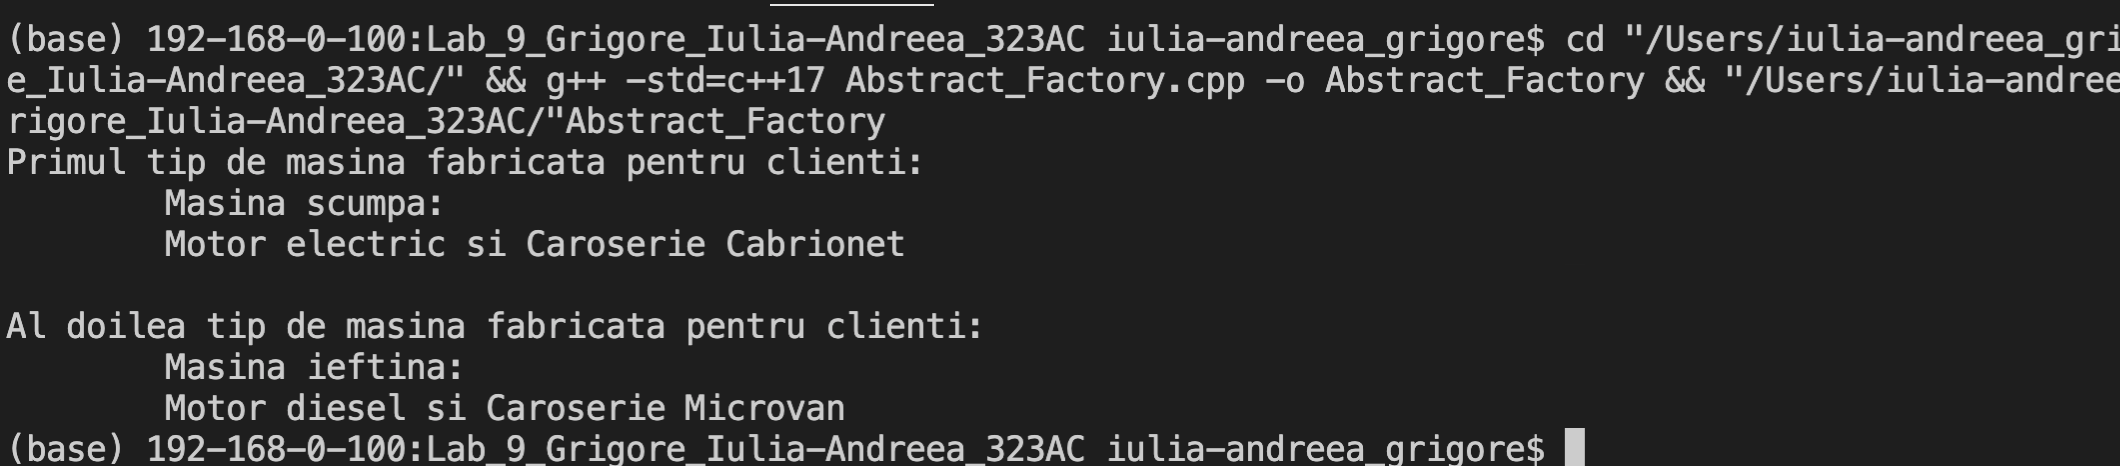 (base) 192-168-0-100:Lab_9_Grigore_Iulia-Andreea_323AC iulia-andreea_grigore$ cd "/Users/iulia-andreea_gri
e_Iulia-Andreea_323AC/" && g++ -std=c++17 Abstract_Factory.cpp -o Abstract_Factory && "/Users/iulia-andree
rigore_Iulia-Andreea_323AC/"Abstract_Factory
Primul tip de masina fabricata pentru clienti:
Masina scumpa:
Motor electric si Caroserie Cabrionet
Al doilea tip de masina fabricata pentru clienti:
Masina ieftina:
Motor diesel si Caroserie Microvan
(base) 192-168-0-100:Lab_9_Grigore_Iulia-Andreea_323AC iulia-andreea_grigore$